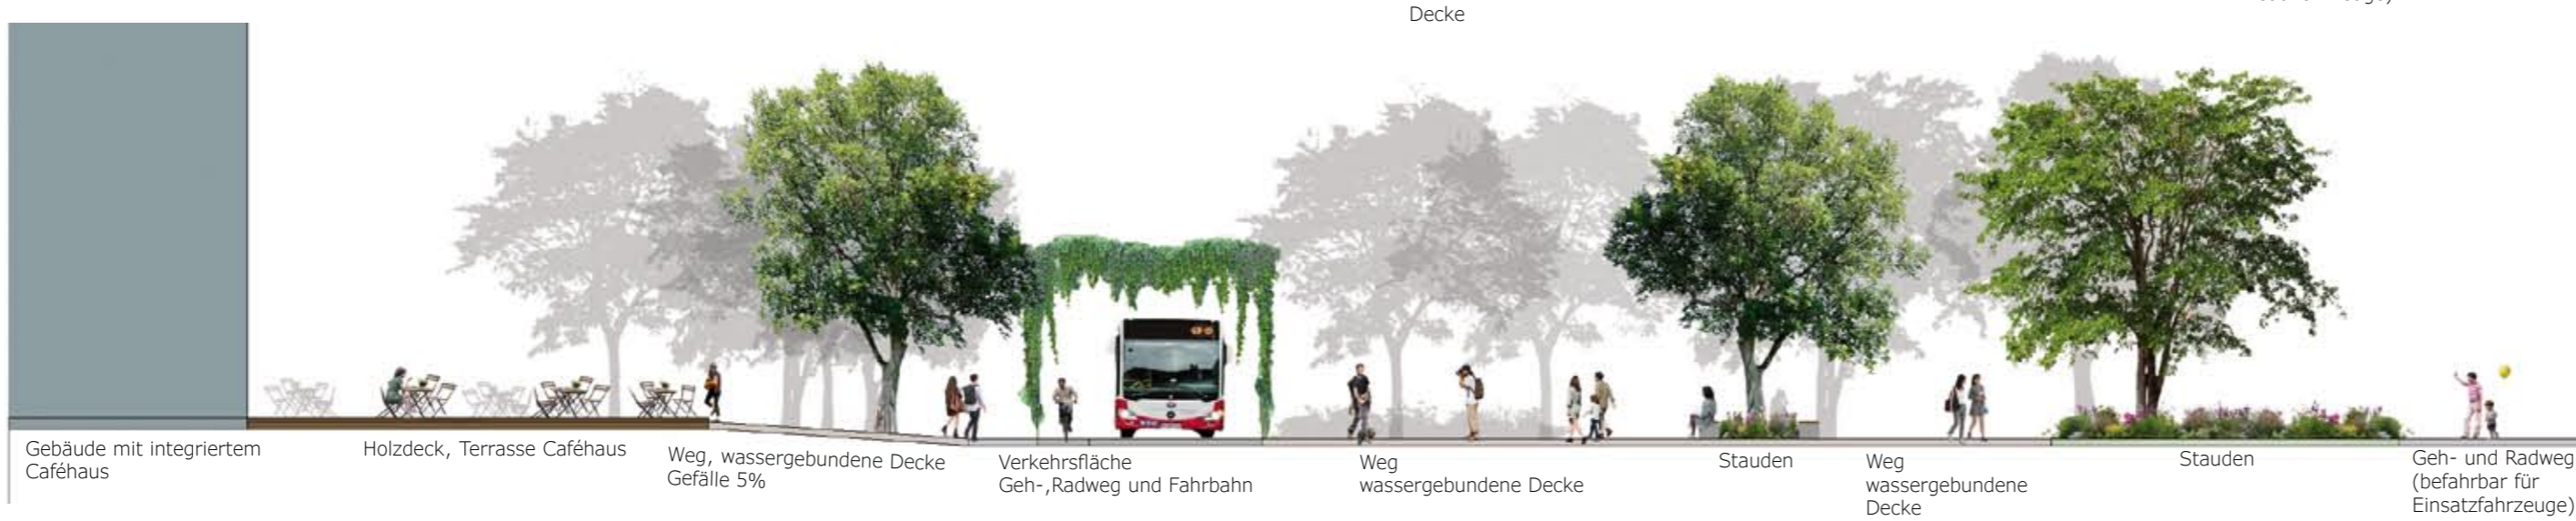 Decke
Gebäude mit integriertem
Caféhaus
Holzdeck, Terrasse Caféhaus
Weg, wassergebundene Decke
Gefälle 5%
Verkehrsfläche
Geh-,Radweg und Fahrbahn
Weg
wassergebundene Decke
Stauden
Weg
wassergebundene
Decke
Stauden
Geh- und Radweg
(befahrbar für
Einsatzfahrzeuge)